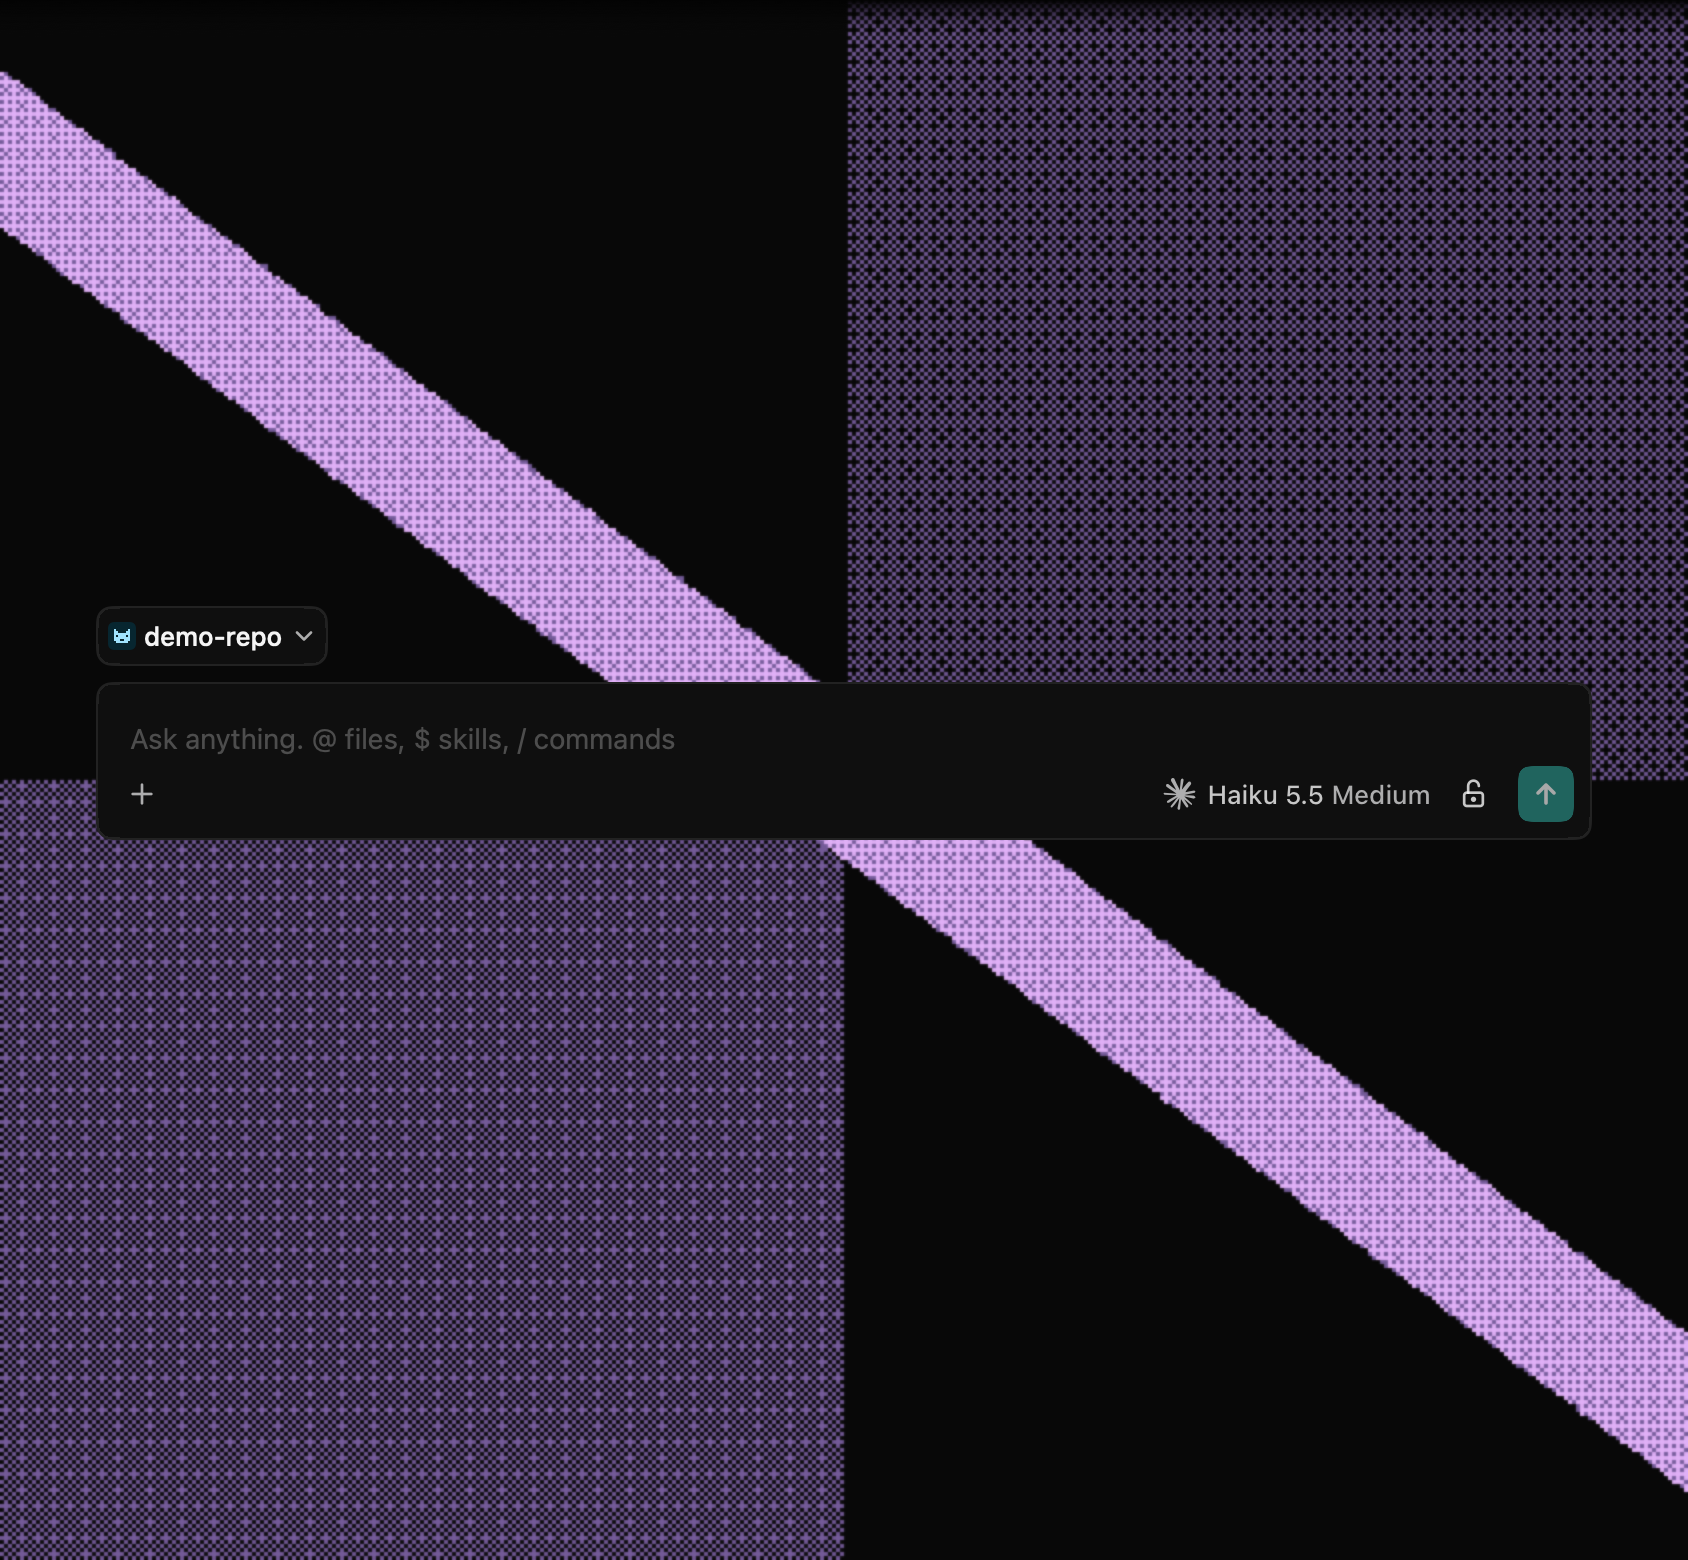 demo-repo
Ask anything. @ files, $ skills, / commands
Haiku 5.5 Medium